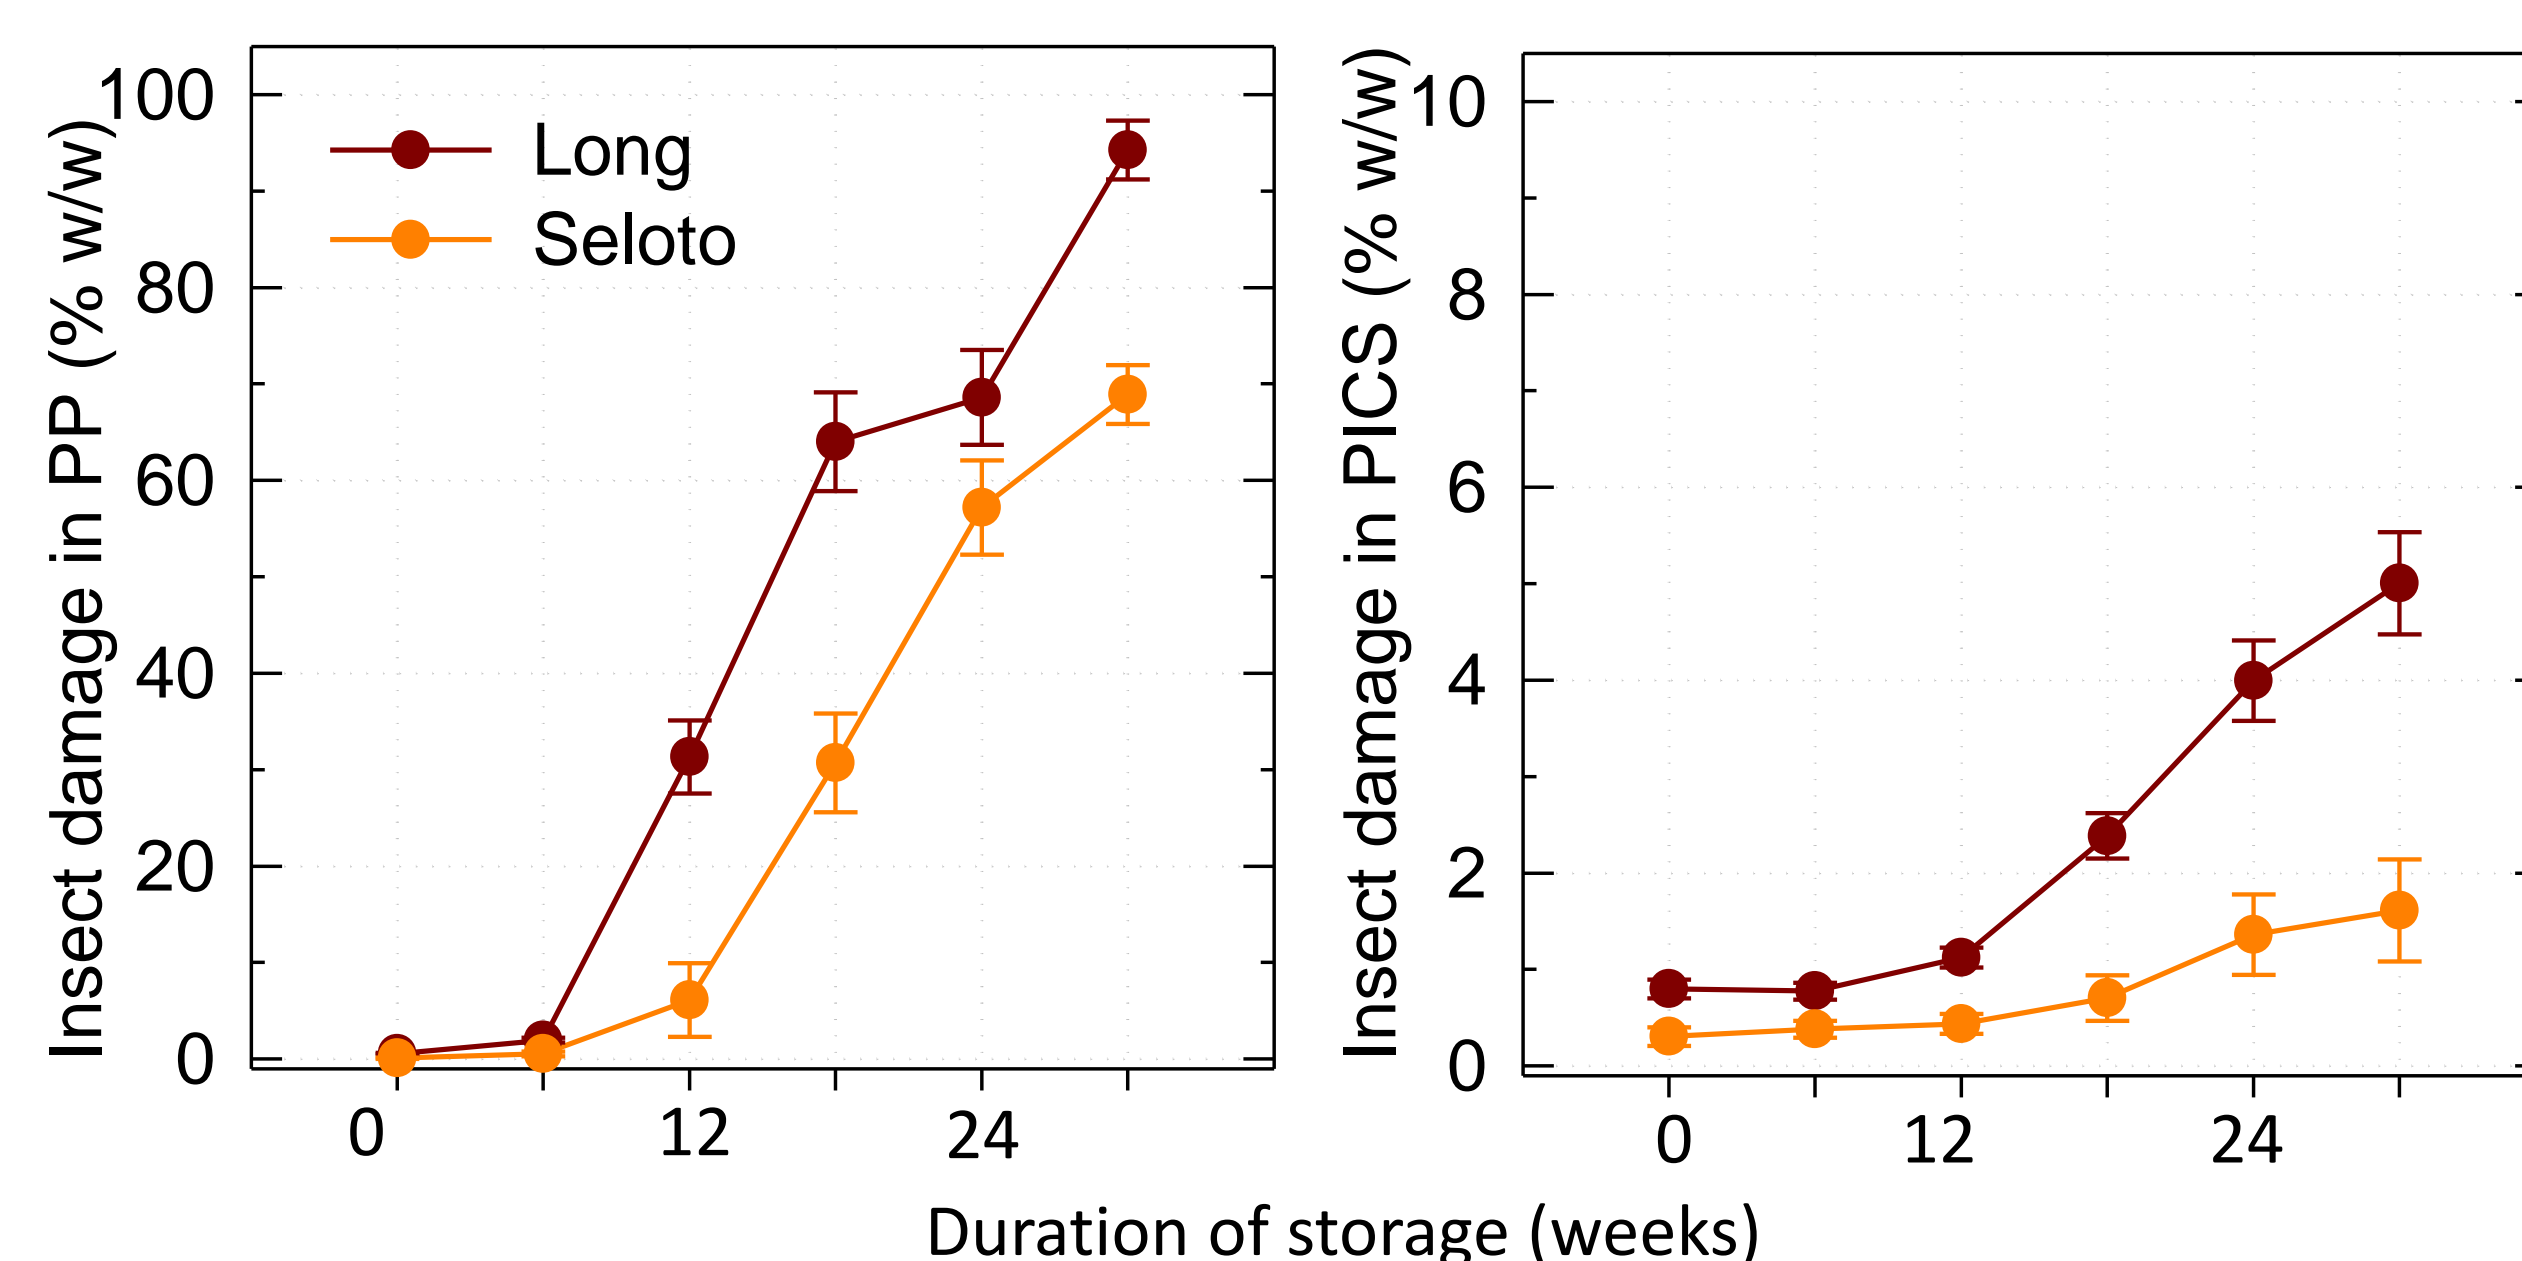 Insect damage in PP (% w/w)
100
80
60
40
20
0
Long
Seloto
0 12 24
Insect damage in PICS (% w/w)
10
8
6
4
2
0
0 12 24
Duration of storage (weeks)